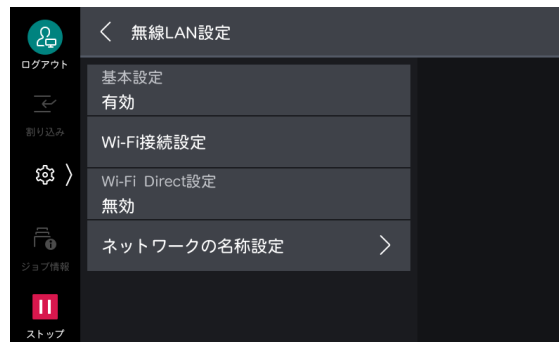 無線LAN設定
ログアウト
基本設定
有効
割り込み
Wi-Fi接続設定
Wi-Fi Direct設定
無効
ネットワークの名称設定
ジョブ情報
ストップ